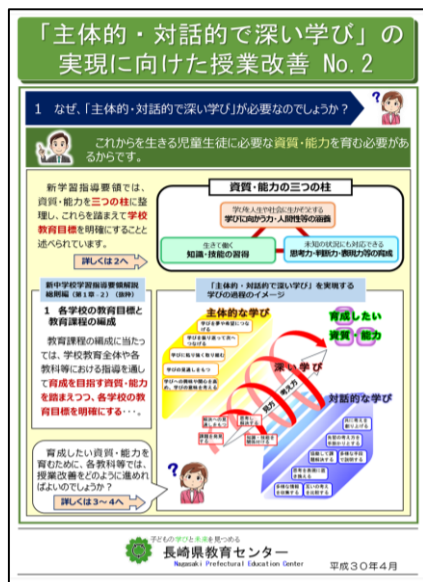 「主体的・対話的で深い学び」の
実現に向けた授業改善 No.2
1 なぜ、「主体的・対話的で深い学び」が必要なのでしょうか？
これからを生きる児童生徒に必要な資質・能力を育む必要があ
るからです。
新学習指導要領では、
資質・能力を三つの柱に整
理し、これらを踏まえて学校
教育目標を明確にすることと
述べられています。
詳しくは2へ
資質・能力の三つの柱
学びを人生や社会に生かそうとする
学びに向かう力・人間性等の涵養
生きて働く
知識・技能の習得
未知の状況にも対応できる
思考力・判断力・表現力等の育成
新中学校学習指導要領解説
総則編（第1章-2）（抜粋）
1 各学校の教育目標と
教育課程の編成
教育課程の編成に当たっ
ては、学校教育全体や各
教科等における指導を通し
て育成を目指す資質・能力
を踏まえつつ、各学校の教
育目標を明確にする・・・。
「主体的・対話的で深い学び」を実現する
学びの過程のイメージ
主体的な学び
育成したい
資質・能力
深い学び
見方
考え方
対話的な学び
育成したい資質・能力を
育むために、各教科等では、
授業改善をどのように進めれ
ばよいのでしょうか？
詳しくは3〜4へ
子どもの学びと未来を見つめる
長崎県教育センター
Nagasaki Prefectural Education Center
平成30年4月